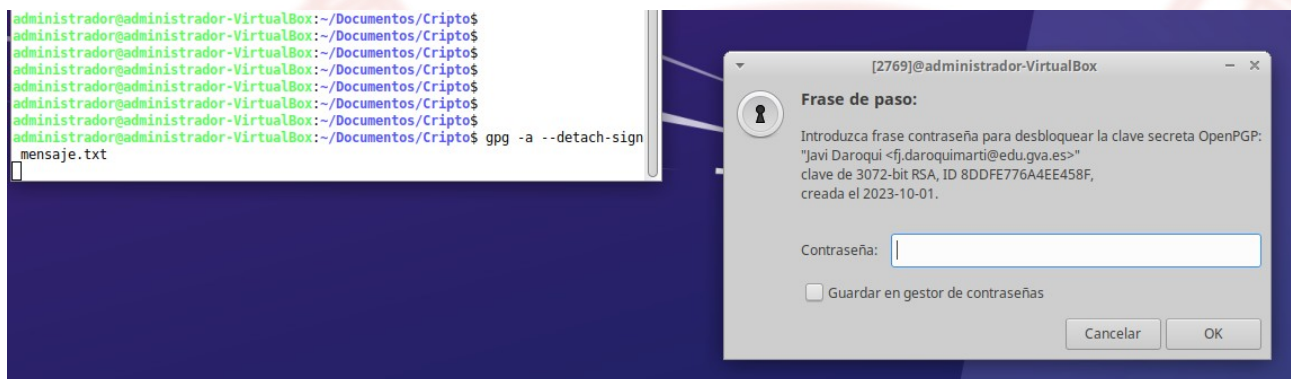 administrador@administrador-VirtualBox:~/Documentos/Cripto$
administrador@administrador-VirtualBox:~/Documentos/Cripto$
administrador@administrador-VirtualBox:~/Documentos/Cripto$
administrador@administrador-VirtualBox:~/Documentos/Cripto$
administrador@administrador-VirtualBox:~/Documentos/Cripto$
administrador@administrador-VirtualBox:~/Documentos/Cripto$
administrador@administrador-VirtualBox:~/Documentos/Cripto$
administrador@administrador-VirtualBox:~/Documentos/Cripto$ gpg -a --detach-sign
mensaje.txt
[2769]@administrador-VirtualBox
Frase de paso:
Introduzca frase contraseña para desbloquear la clave secreta OpenPGP:
"Javi Daroqui <fj.daroquimarti@edu.gva.es>"
clave de 3072-bit RSA, ID 8DDFE776A4EE458F,
creada el 2023-10-01.
Contraseña:
Guardar en gestor de contraseñas
Cancelar
OK